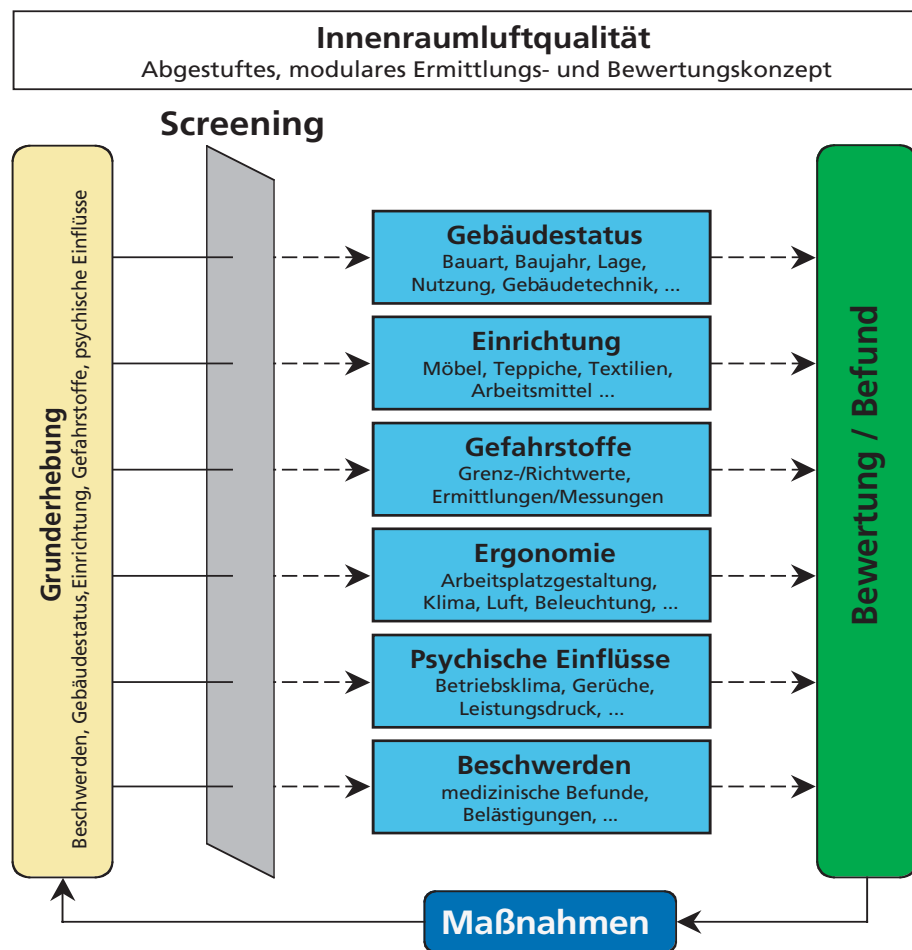 Innenraumluftqualität
Abgestuftes, modulares Ermittlungs- und Bewertungskonzept
Screening
Grunderhebung
Beschwerden, Gebäudestatus,Einrichtung, Gefahrstoffe, psychische Einflüsse
Gebäudestatus
Bauart, Baujahr, Lage,
Nutzung, Gebäudetechnik, ...
Einrichtung
Möbel, Teppiche, Textilien,
Arbeitsmittel ...
Gefahrstoffe
Grenz-/Richtwerte,
Ermittlungen/Messungen
Ergonomie
Arbeitsplatzgestaltung,
Klima, Luft, Beleuchtung, ...
Psychische Einflüsse
Betriebsklima, Gerüche,
Leistungsdruck, ...
Beschwerden
medizinische Befunde,
Belästigungen, ...
Bewertung / Befund
Maßnahmen